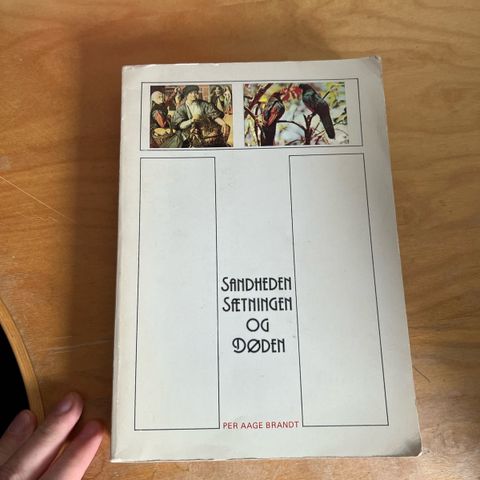 SANDHEDEN
SÆTNINGEN
OG
DØDEN
PER AAGE BRANDT